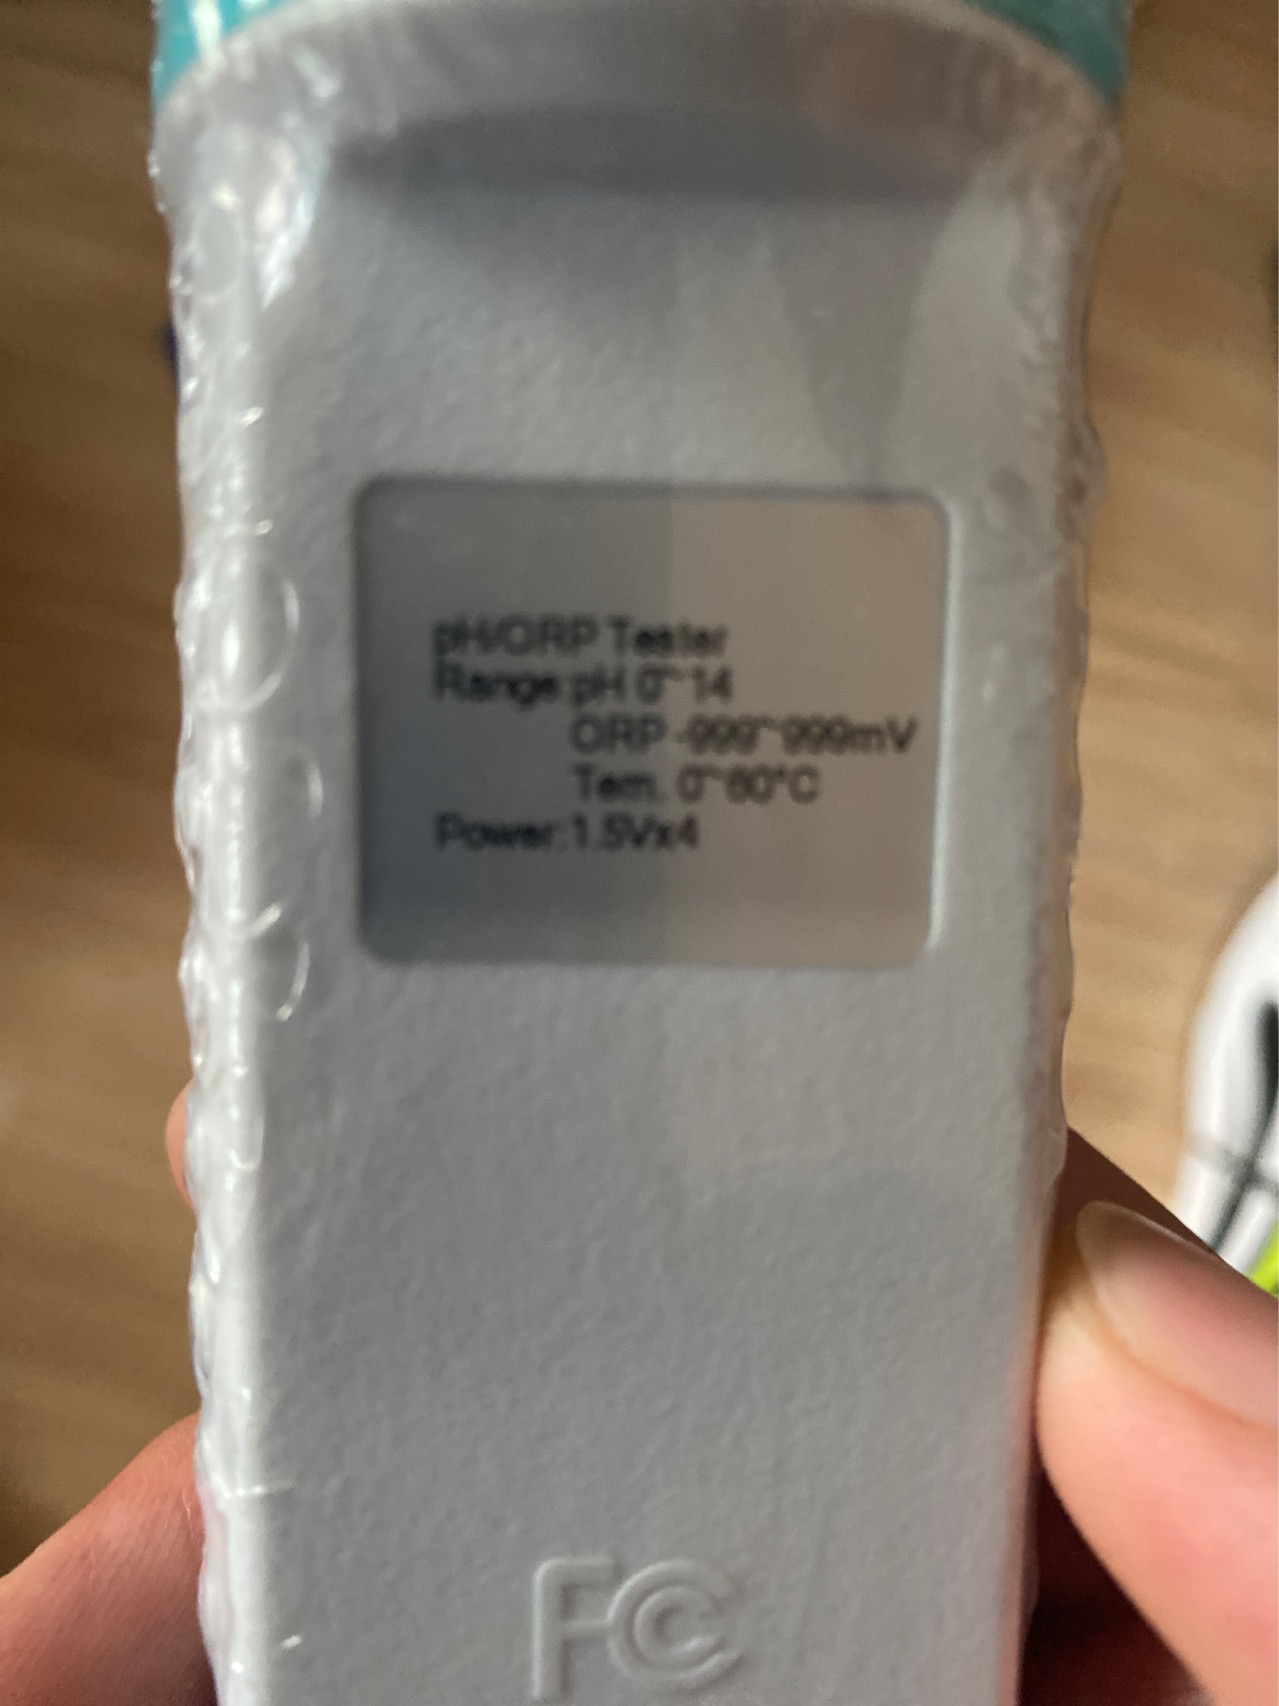 pH/ORP Tester
Range:pH 0~14
ORP -999~999mV
Tem. 0~60°C
Power:1.5Vx4
FC